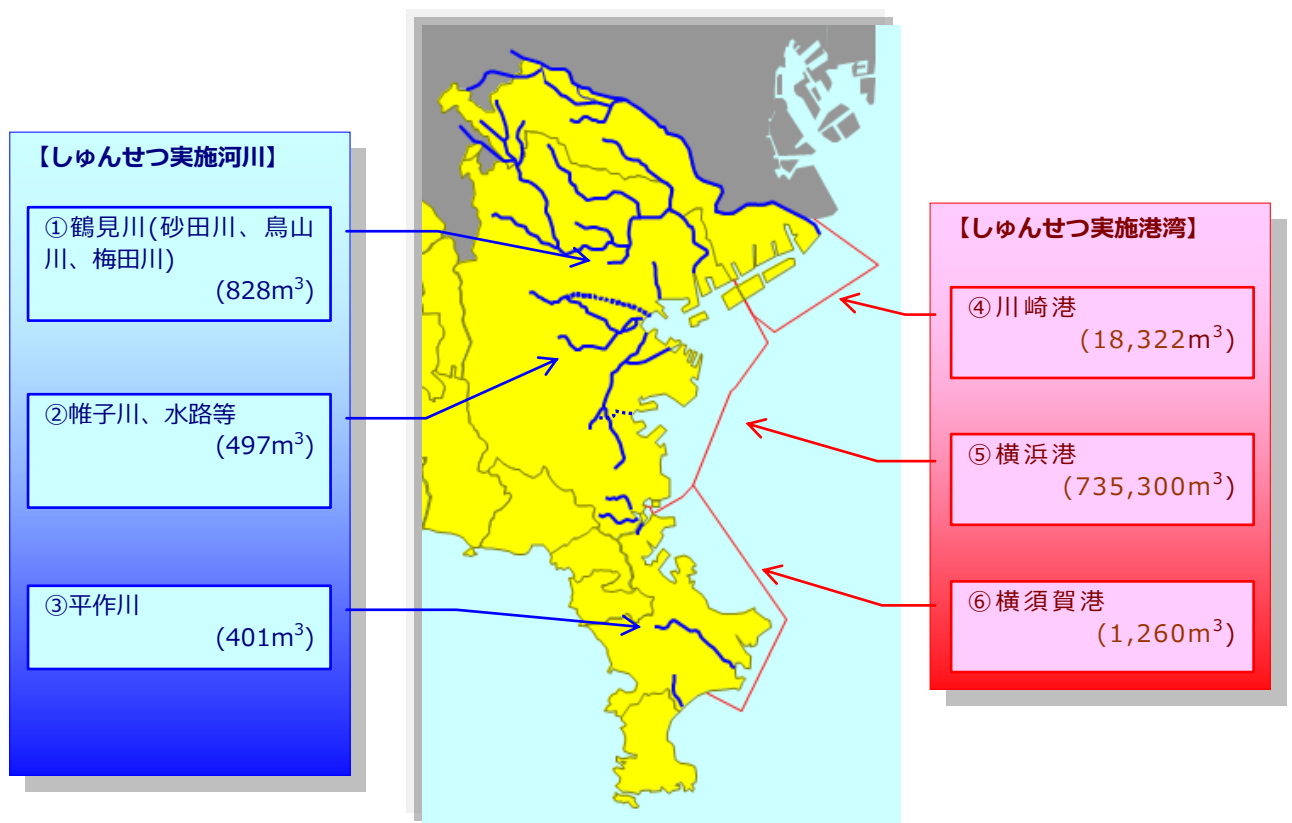 【しゅんせつ実施河川】
①鶴見川(砂田川、鳥山
川、梅田川)
(828m³)
②帷子川、水路等
(497m³)
③平作川
(401m³)
【しゅんせつ実施港湾】
④川崎港
(18,322m³)
⑤横浜港
(735,300m³)
⑥横須賀港
(1,260m³)